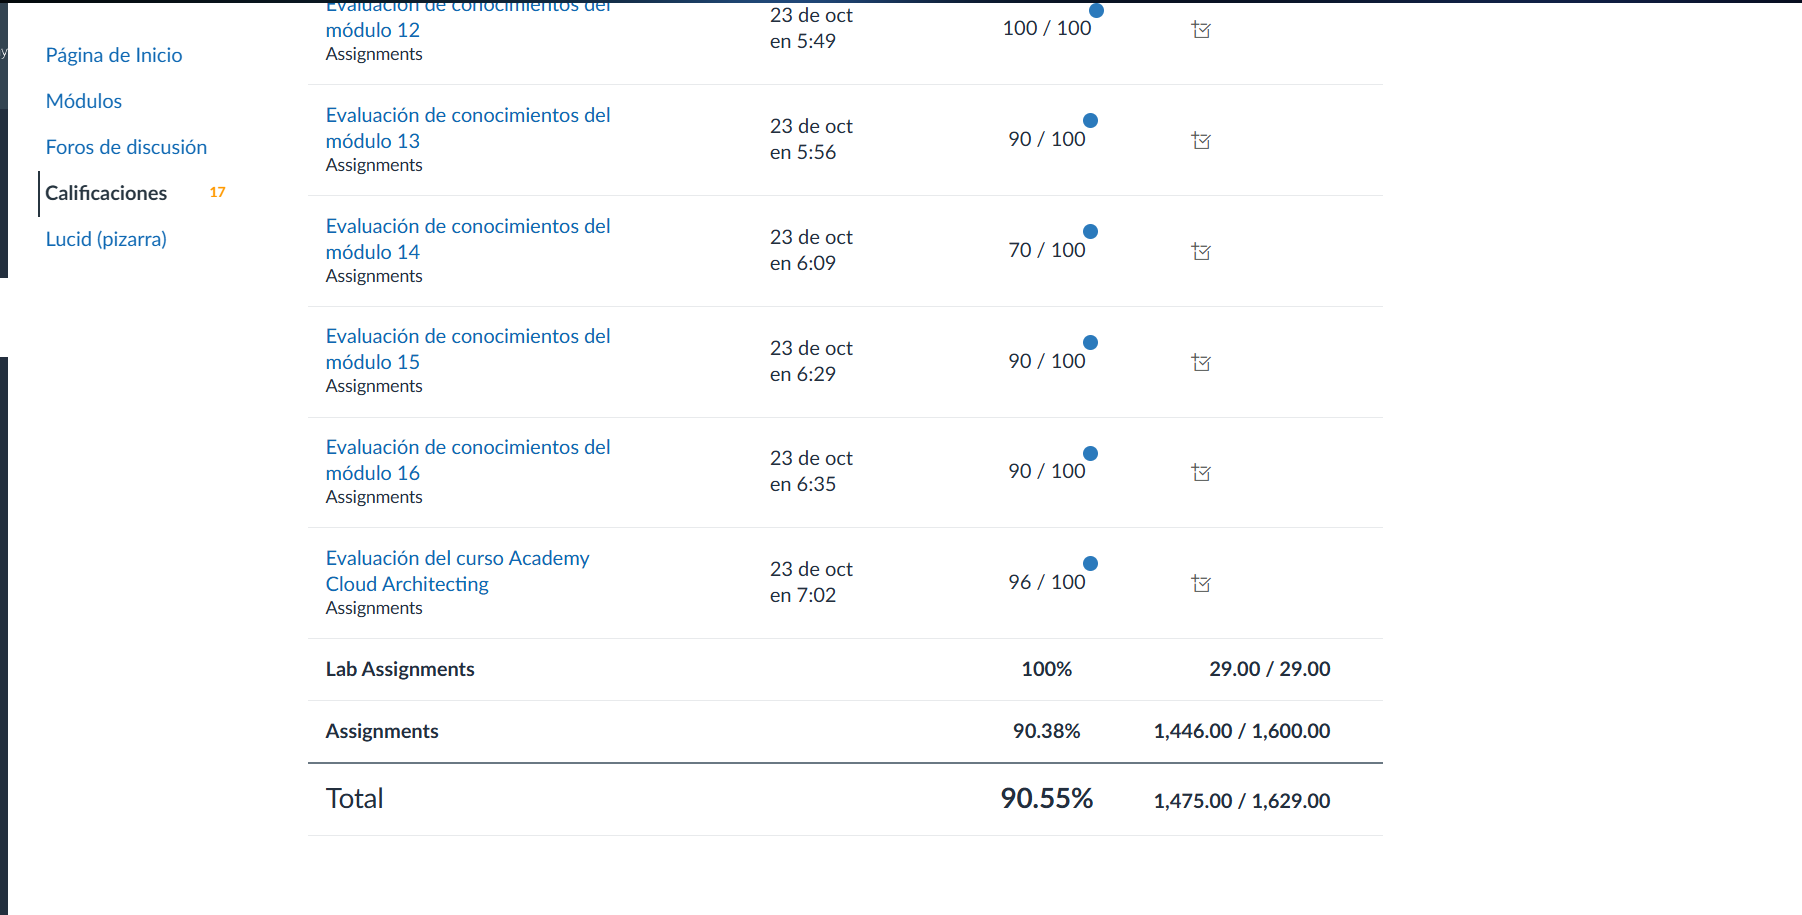 Página de Inicio
Módulos
Foros de discusión
Calificaciones 17
Lucid (pizarra)
Evaluación de conocimientos del
módulo 12
Assignments
23 de oct
en 5:49
100 / 100
Evaluación de conocimientos del
módulo 13
Assignments
23 de oct
en 5:56
90 / 100
Evaluación de conocimientos del
módulo 14
Assignments
23 de oct
en 6:09
70 / 100
Evaluación de conocimientos del
módulo 15
Assignments
23 de oct
en 6:29
90 / 100
Evaluación de conocimientos del
módulo 16
Assignments
23 de oct
en 6:35
90 / 100
Evaluación del curso Academy
Cloud Architecting
Assignments
23 de oct
en 7:02
96 / 100
Lab Assignments 100% 29.00 / 29.00
Assignments 90.38% 1,446.00 / 1,600.00
Total 90.55% 1,475.00 / 1,629.00